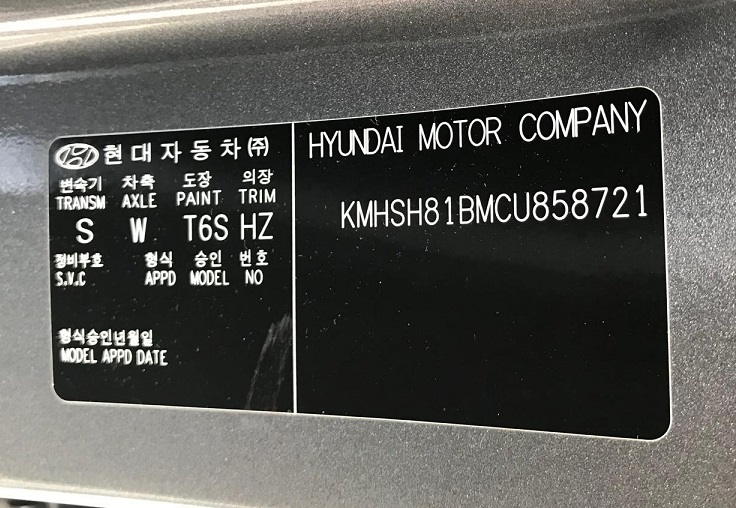 현대자동차㈜
변속기 차축 도장 의장
TRANSM AXLE PAINT TRIM
S W T6S HZ
정비부호 형식 승인 번호
S.V.C APPD MODEL NO
형식승인년월일
MODEL APPD DATE
HYUNDAI MOTOR COMPANY
KMHSH81BMCU858721